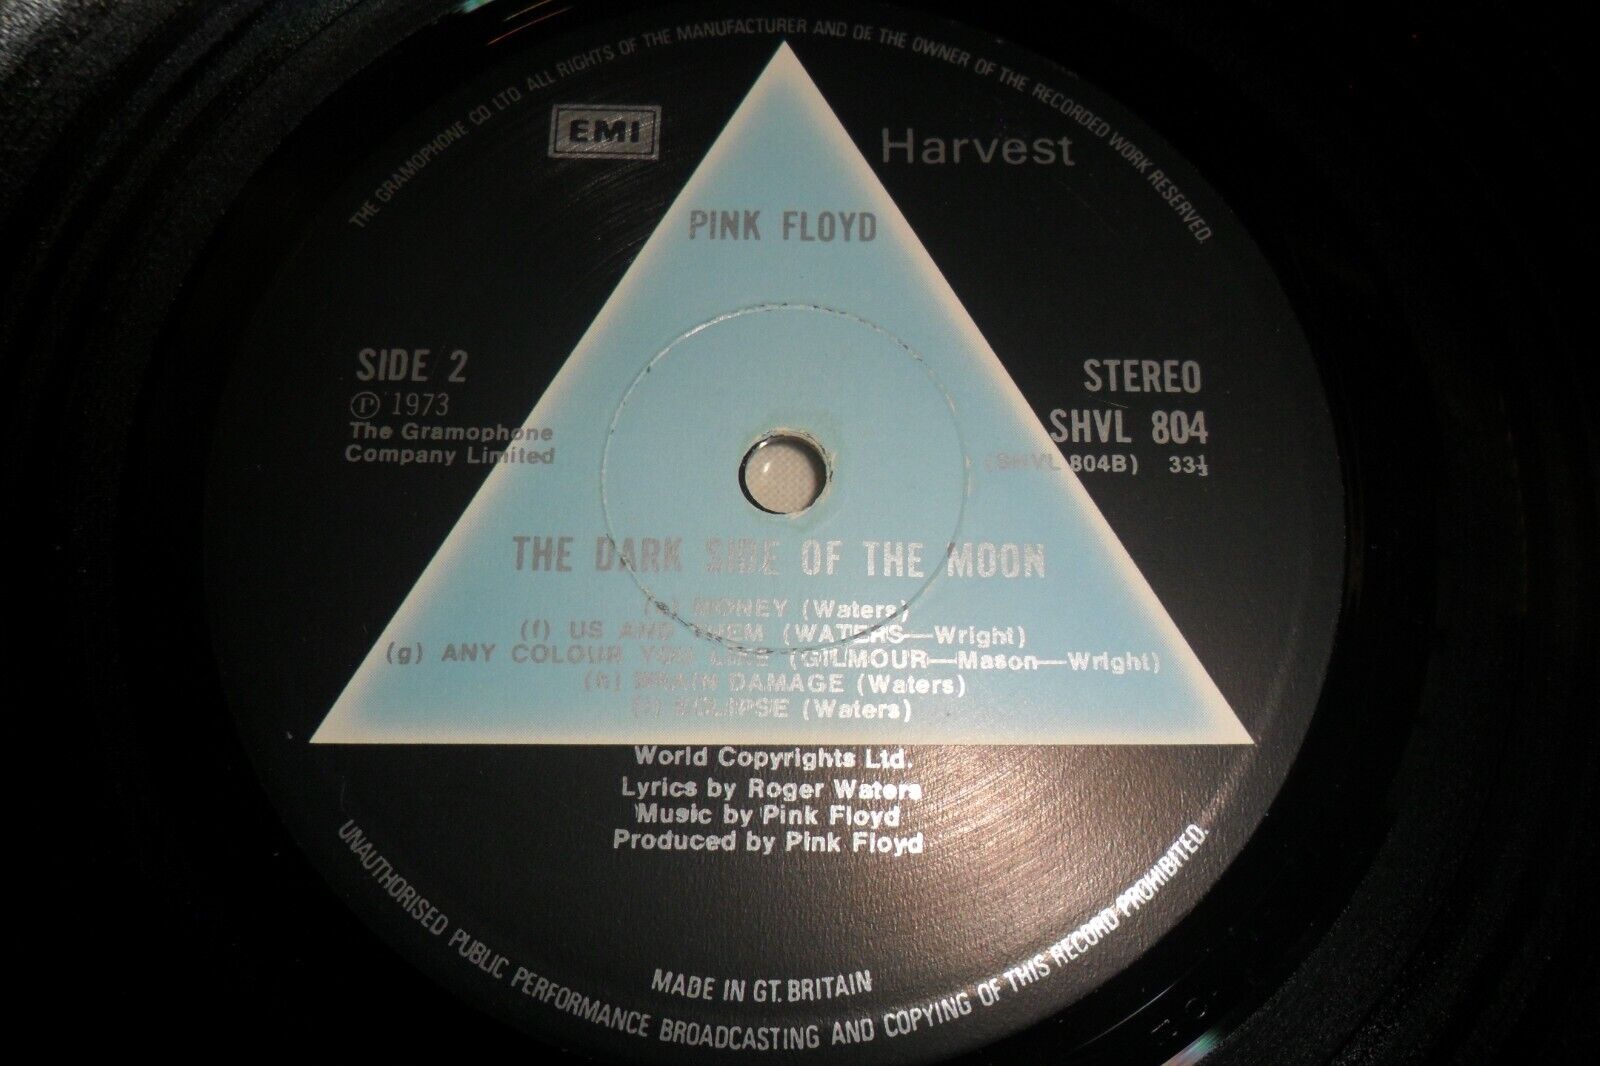 THE GRAMOPHONE CO LTD. ALL RIGHTS OF THE MANUFACTURER AND OF THE OWNER OF THE RECORDED WORK RESERVED.
EMI
Harvest
PINK FLOYD
SIDE 2
Ⓟ 1973
The Gramophone
Company Limited
STEREO
SHVL 804
(SHVL 804B) 33⅓
THE DARK SIDE OF THE MOON
(e) MONEY (Waters)
(f) US AND THEM (WATERS—Wright)
(g) ANY COLOUR YOU LIKE (GILMOUR—Mason—Wright)
(h) BRAIN DAMAGE (Waters)
(i) ECLIPSE (Waters)
World Copyrights Ltd.
Lyrics by Roger Waters
Music by Pink Floyd
Produced by Pink Floyd
MADE IN GT. BRITAIN
UNAUTHORISED PUBLIC PERFORMANCE BROADCASTING AND COPYING OF THIS RECORD PROHIBITED.